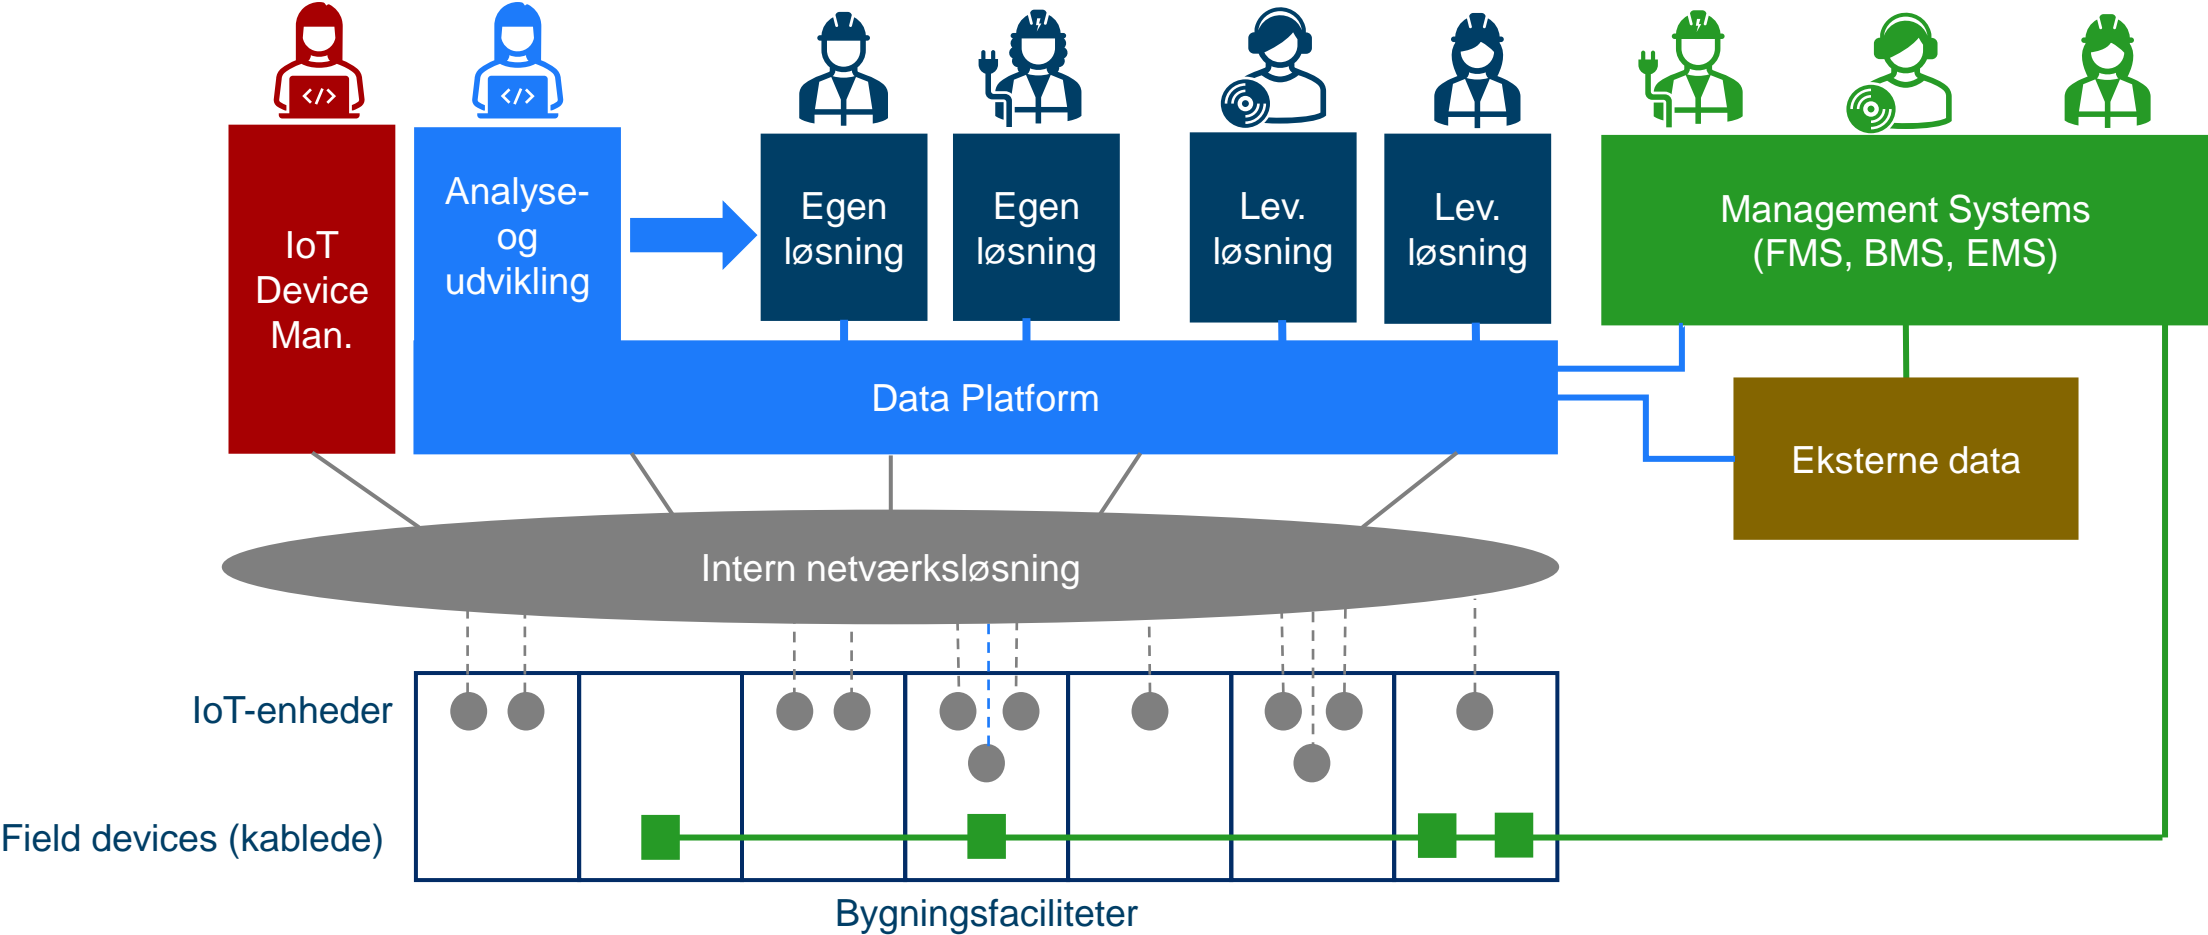 IoT
Device
Man.
Analyse-
og
udvikling
Egen
løsning
Egen
løsning
Lev.
løsning
Lev.
løsning
Management Systems
(FMS, BMS, EMS)
Data Platform
Eksterne data
Intern netværksløsning
IoT-enheder
Field devices (kablede)
Bygningsfaciliteter